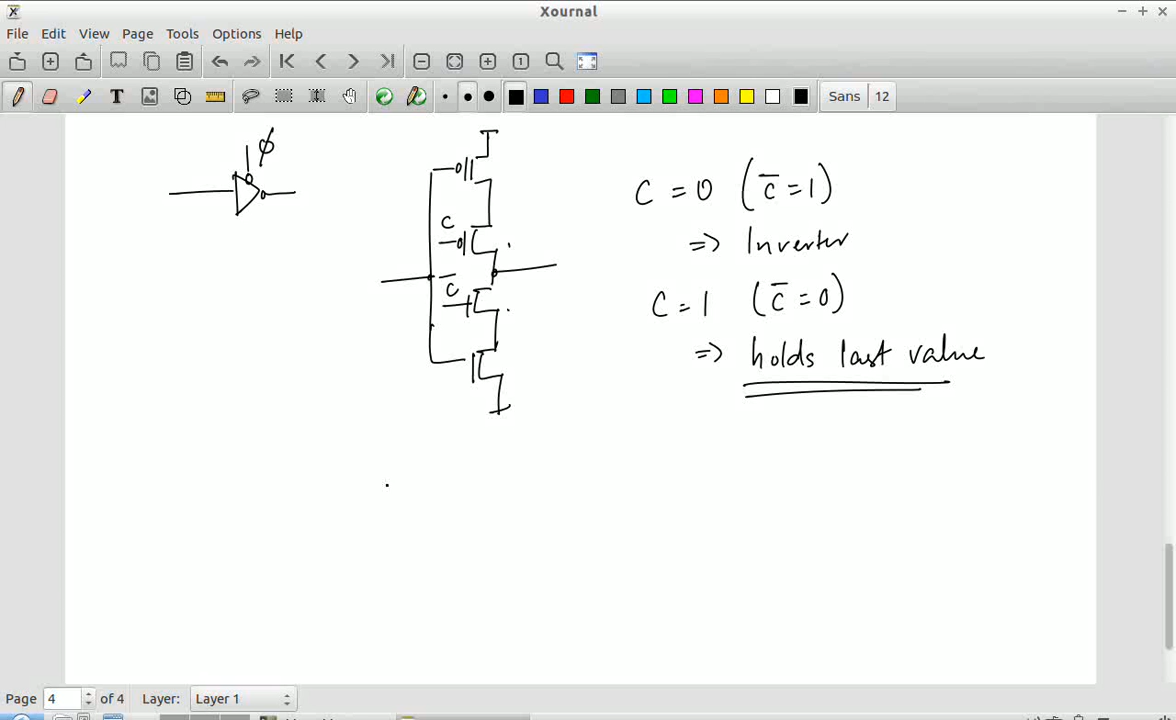 Xournal
File Edit View Page Tools Options Help
Sans 12
ϕ
C
C̅
C = 0 (c̅ = 1)
=> Inverter
C = 1 (c̅ = 0)
=> holds last value
Page 4 of 4 Layer: Layer 1